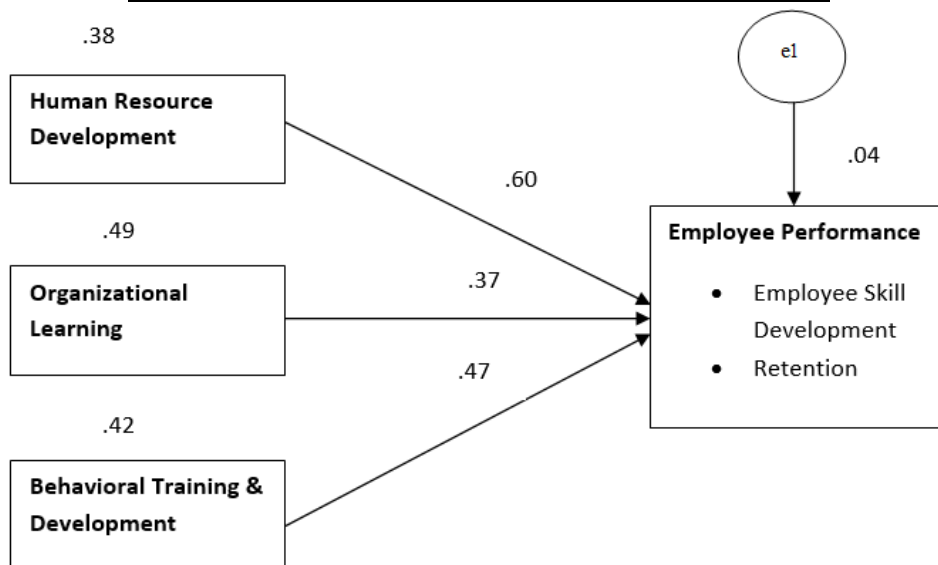 .38
Human Resource
Development
e1
.04
.60
.49
Organizational
Learning
.37
Employee Performance
• Employee Skill
Development
• Retention
.47
.42
Behavioral Training &
Development